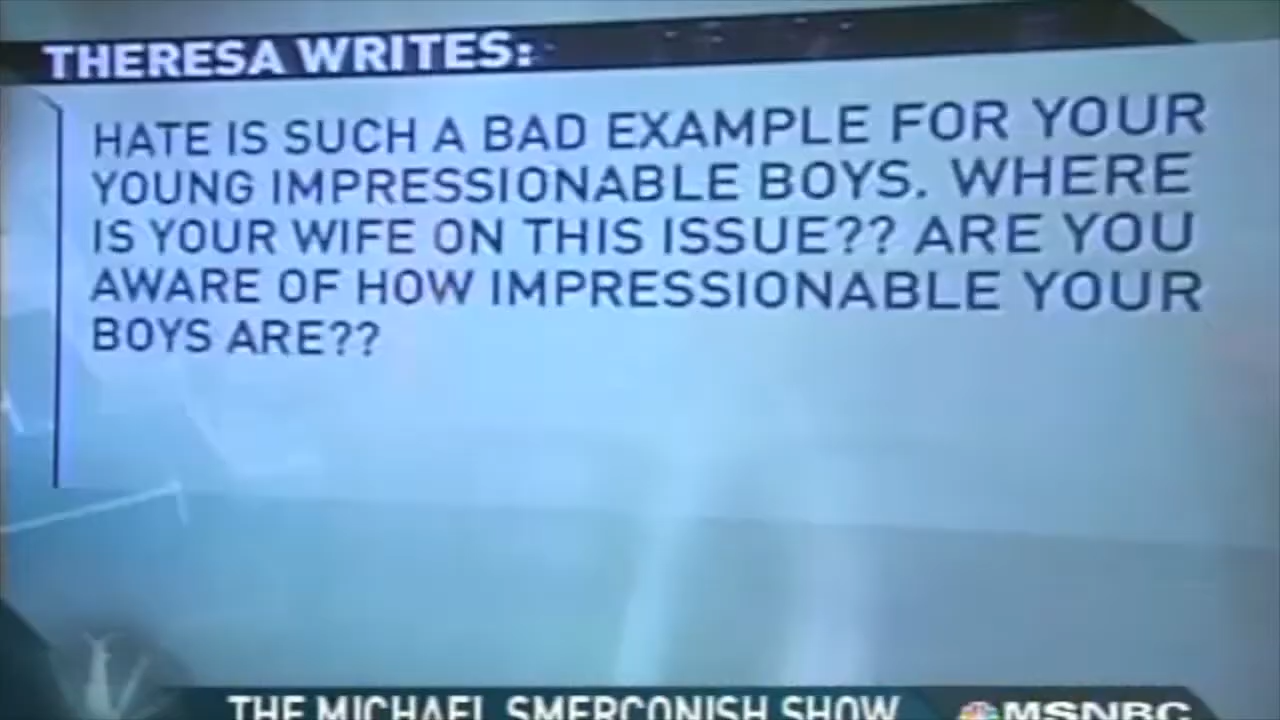 THERESA WRITES:
HATE IS SUCH A BAD EXAMPLE FOR YOUR
YOUNG IMPRESSIONABLE BOYS. WHERE
IS YOUR WIFE ON THIS ISSUE?? ARE YOU
AWARE OF HOW IMPRESSIONABLE YOUR
BOYS ARE??
THE MICHAEL SMERCONISH SHOW
MSNBC